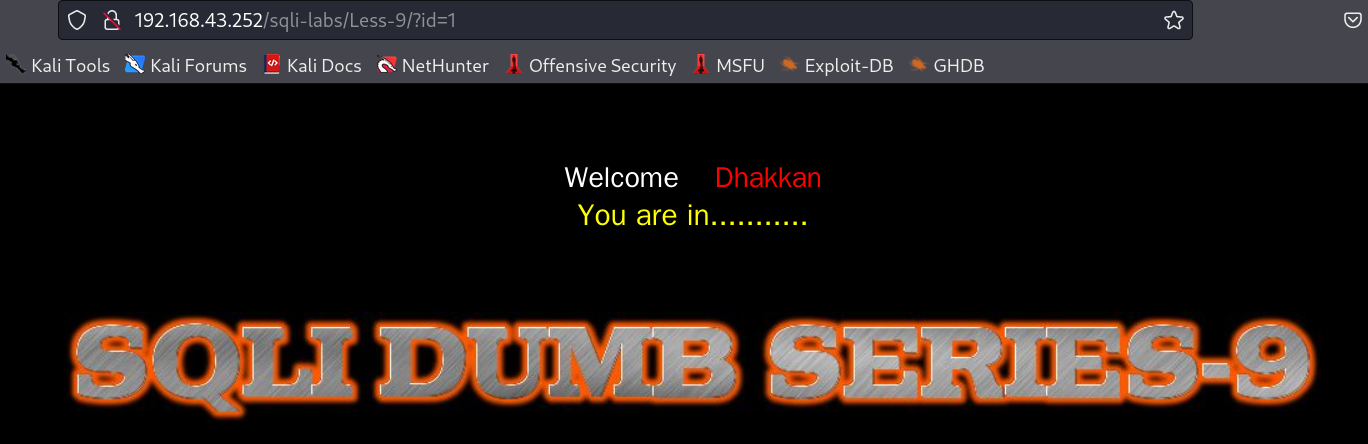 192.168.43.252/sqli-labs/Less-9/?id=1
Kali Tools Kali Forums Kali Docs NetHunter Offensive Security MSFU Exploit-DB GHDB
Welcome Dhakkan
You are in...........
SQLI DUMB SERIES-9